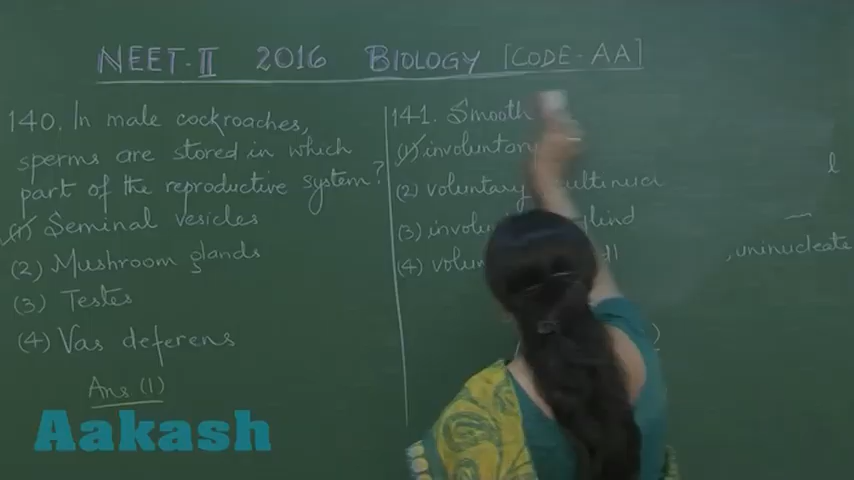 NEET-II 2016 BIOLOGY [CODE-AA]
140. In male cockroaches,
sperms are stored in which
part of the reproductive system?
(1) Seminal vesicles
(2) Mushroom glands
(3) Testes
(4) Vas deferens
Ans (1)
141. Smooth
(1) involuntary
(2) voluntary
(3)
(4)
, uninucleate
Aakash